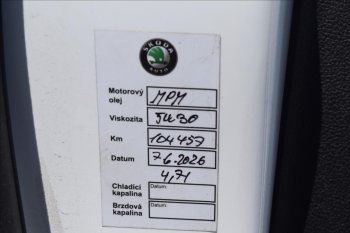 ŠKODA
AUTO
Motorový olej MPM
Viskozita 5W30
Km 104457
Datum 7.6.2026
4,7l
Chladící kapalina Datum:
Brzdová kapalina Datum: